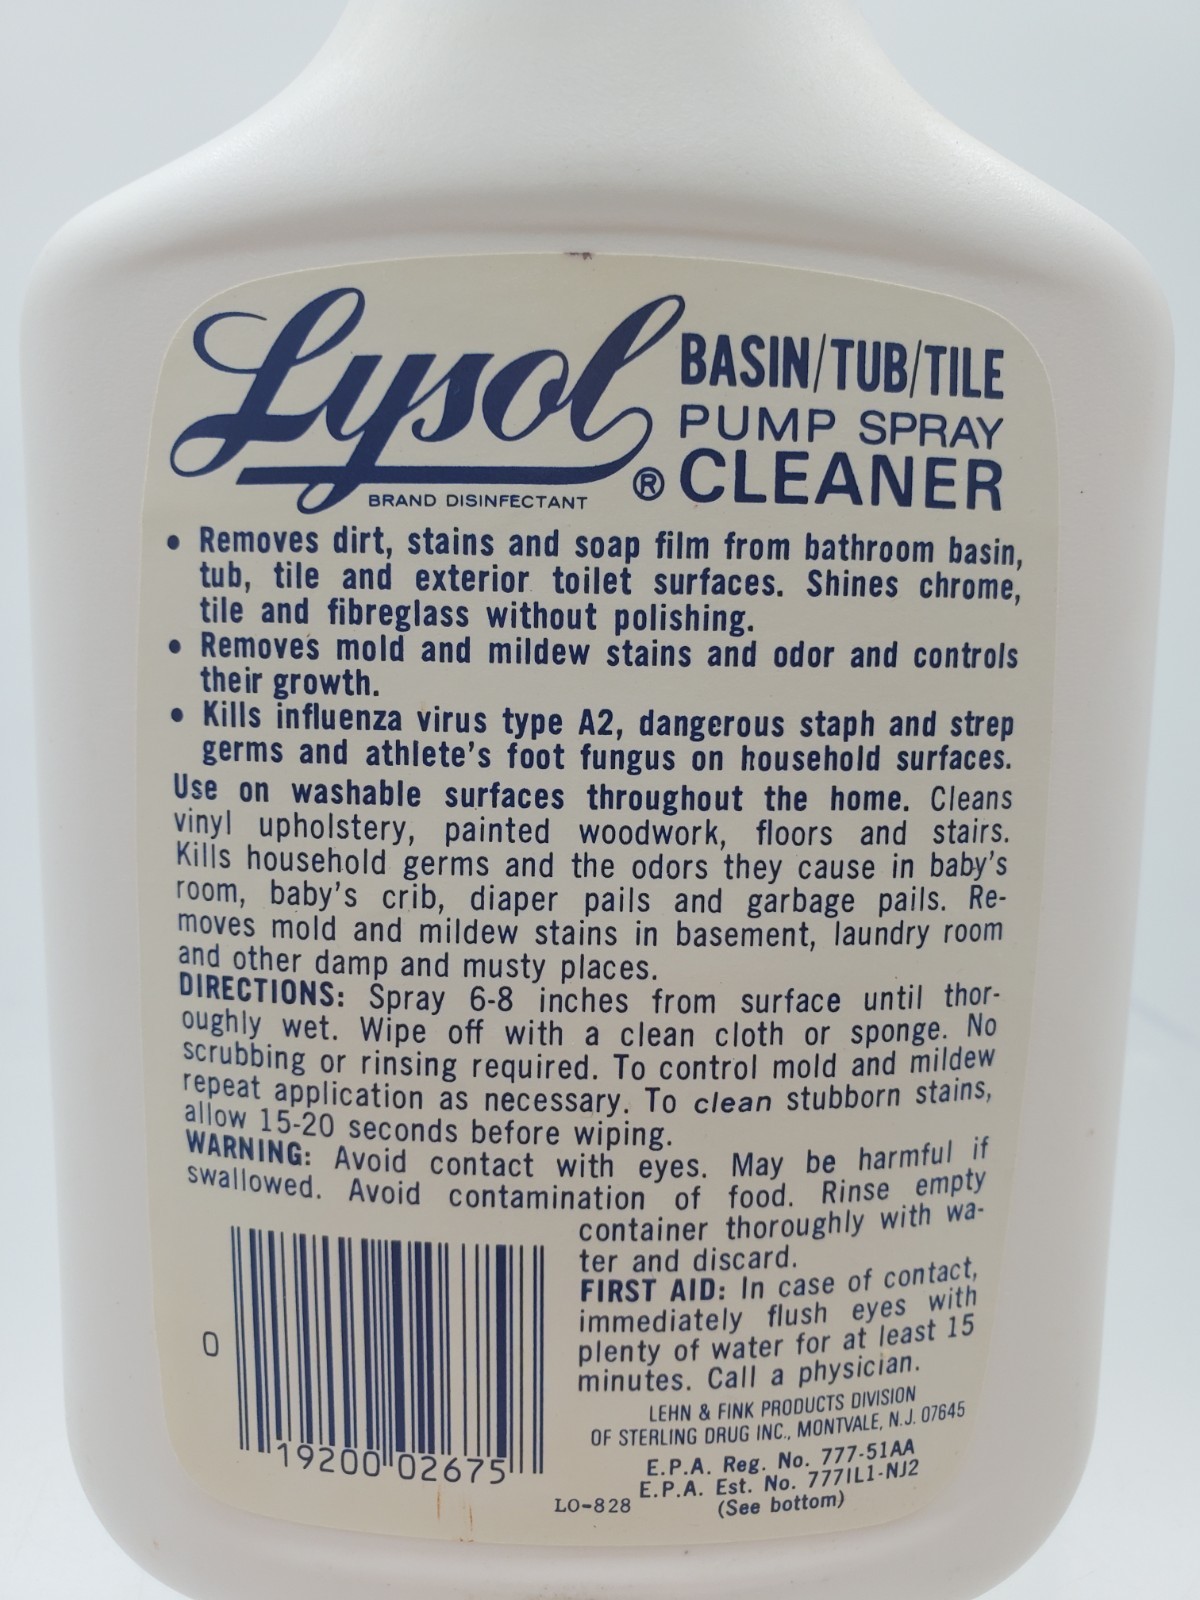 Lysol
BASIN/TUB/TILE
PUMP SPRAY
® CLEANER
BRAND DISINFECTANT
• Removes dirt, stains and soap film from bathroom basin,
tub, tile and exterior toilet surfaces. Shines chrome,
tile and fibreglass without polishing.
• Removes mold and mildew stains and odor and controls
their growth.
• Kills influenza virus type A2, dangerous staph and strep
germs and athlete's foot fungus on household surfaces.
Use on washable surfaces throughout the home. Cleans
vinyl upholstery, painted woodwork, floors and stairs.
Kills household germs and the odors they cause in baby's
room, baby's crib, diaper pails and garbage pails. Re-
moves mold and mildew stains in basement, laundry room
and other damp and musty places.
DIRECTIONS: Spray 6-8 inches from surface until thor-
oughly wet. Wipe off with a clean cloth or sponge. No
scrubbing or rinsing required. To control mold and mildew
repeat application as necessary. To clean stubborn stains,
allow 15-20 seconds before wiping.
WARNING: Avoid contact with eyes. May be harmful if
swallowed. Avoid contamination of food. Rinse empty
container thoroughly with wa-
ter and discard.
FIRST AID: In case of contact,
immediately flush eyes with
plenty of water for at least 15
minutes. Call a physician.
LEHN & FINK PRODUCTS DIVISION
OF STERLING DRUG INC., MONTVALE, N.J. 07645
E.P.A. Reg. No. 777-51AA
E.P.A. Est. No. 777IL1-NJ2
(See bottom)
LO-828
0 19200 02675